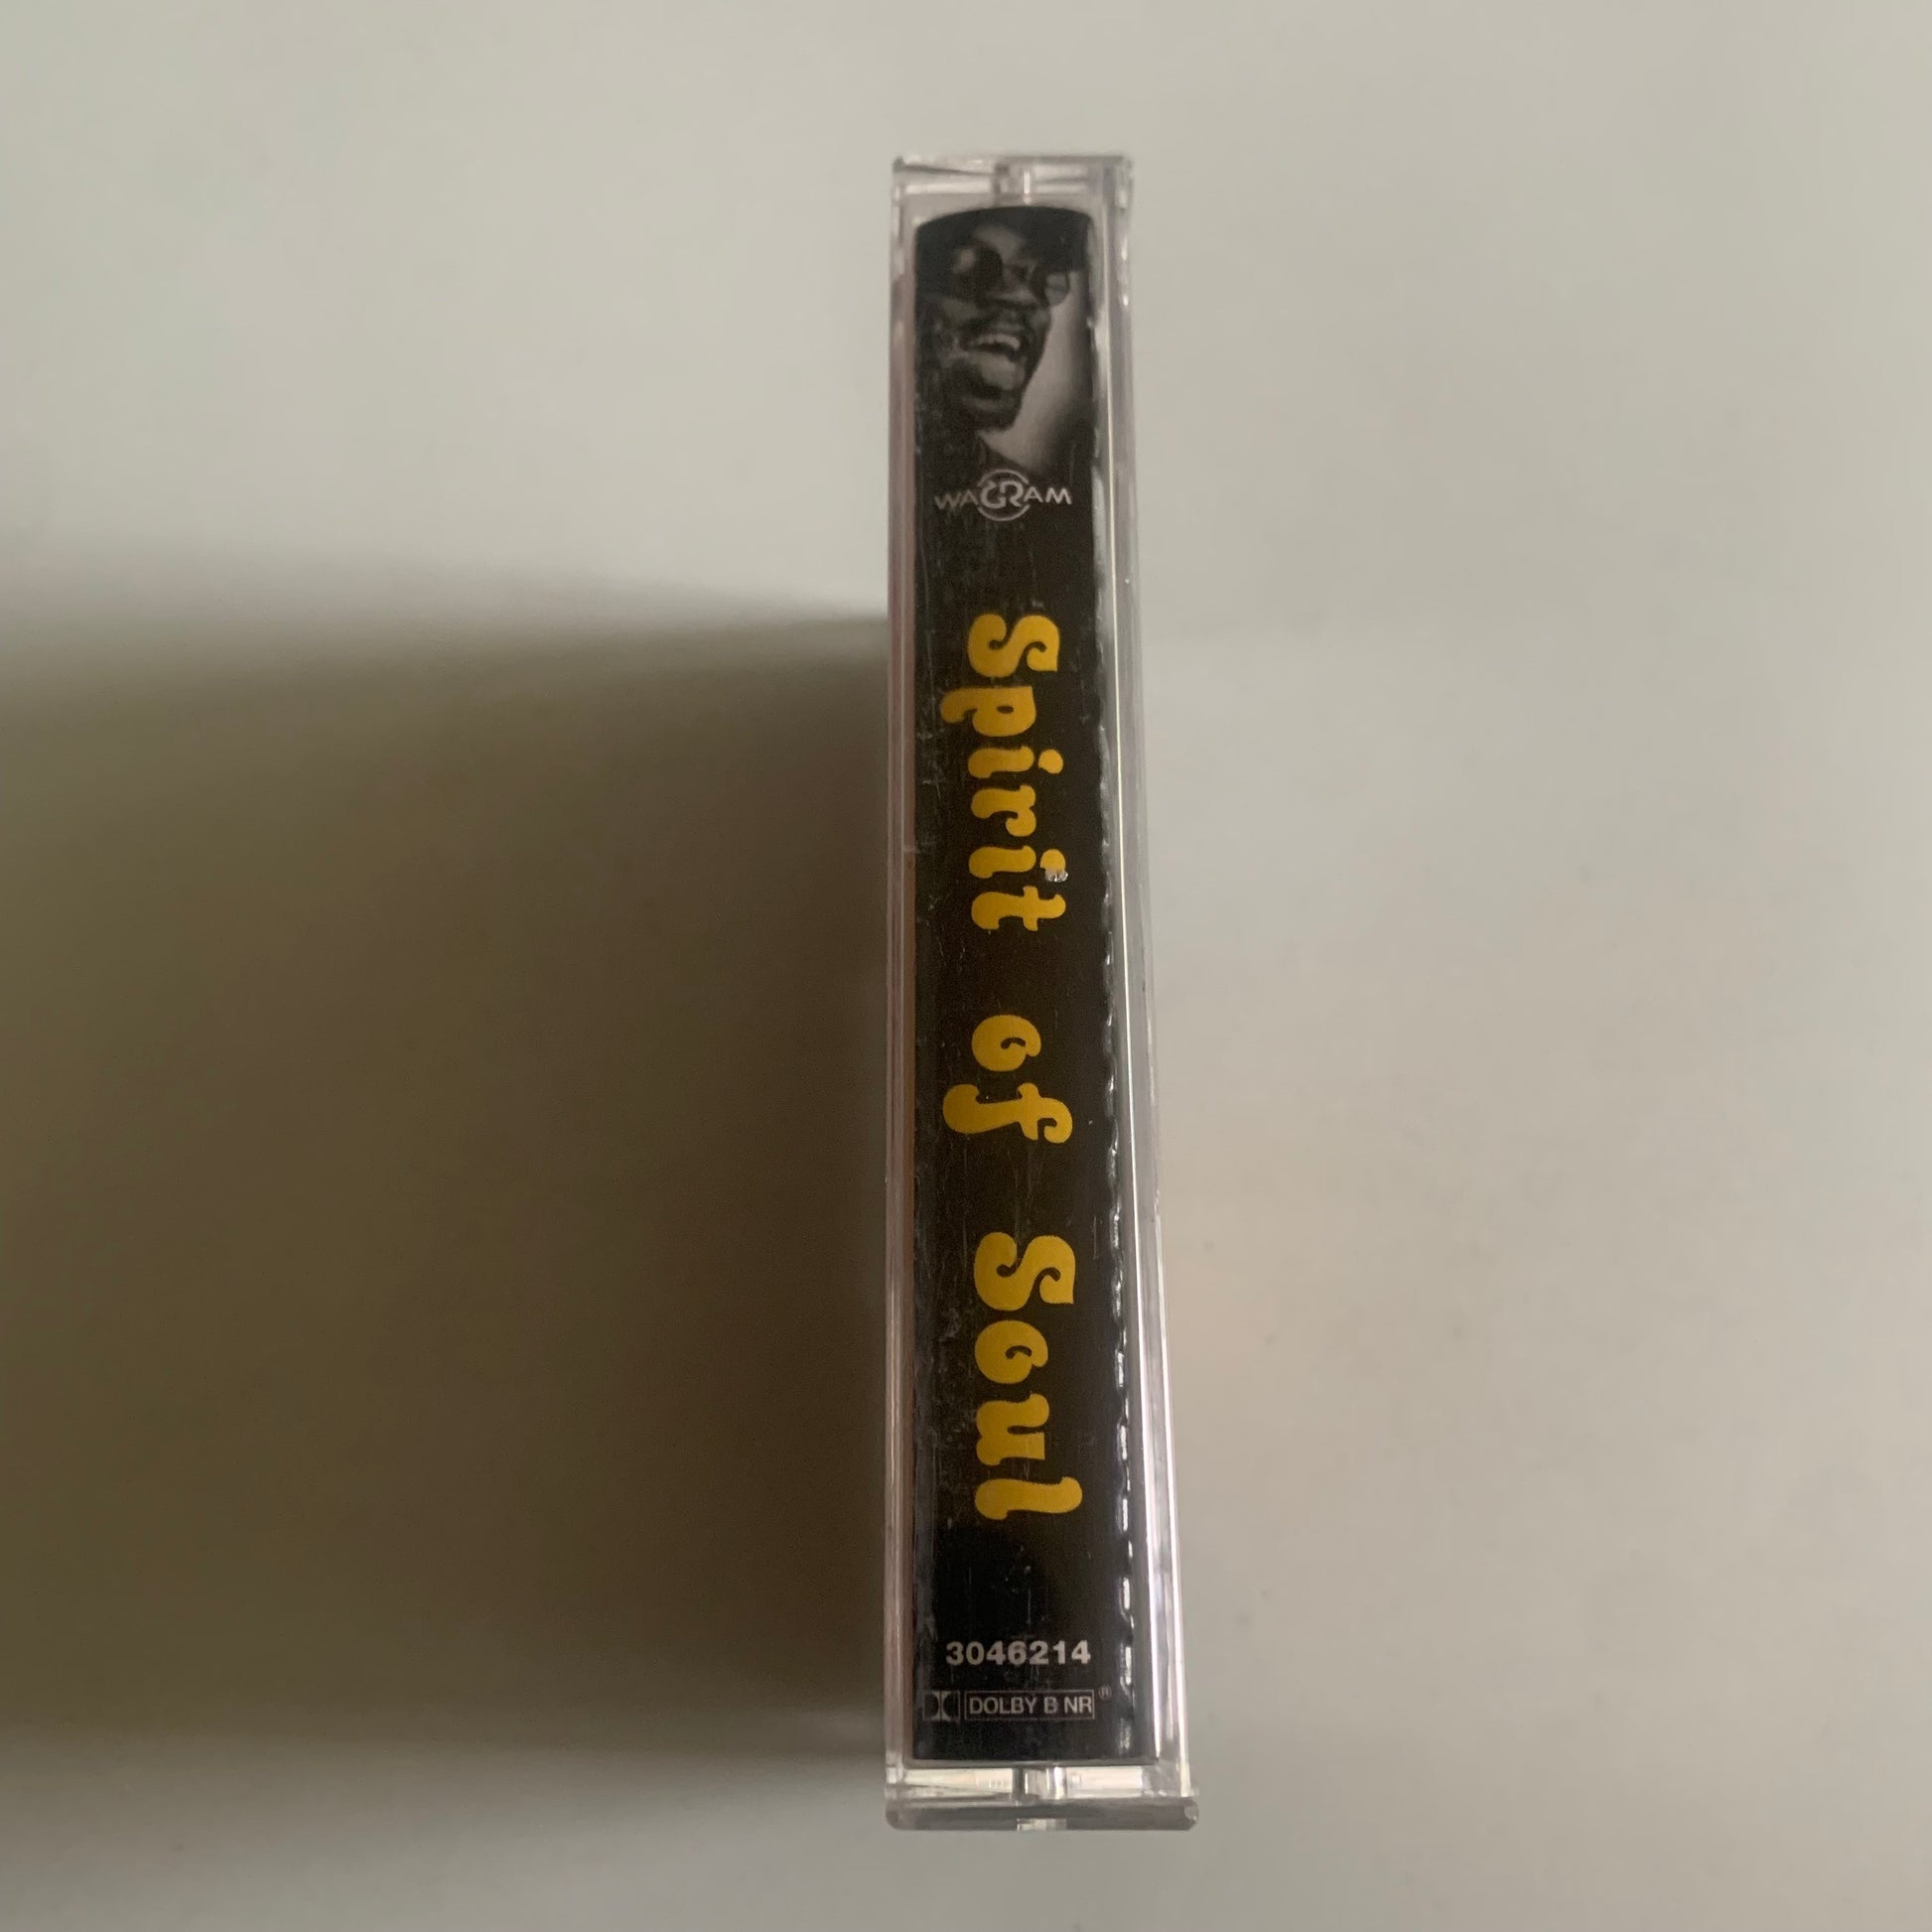 WAGRAM
Spirit of Soul
3046214
DOLBY B NR®